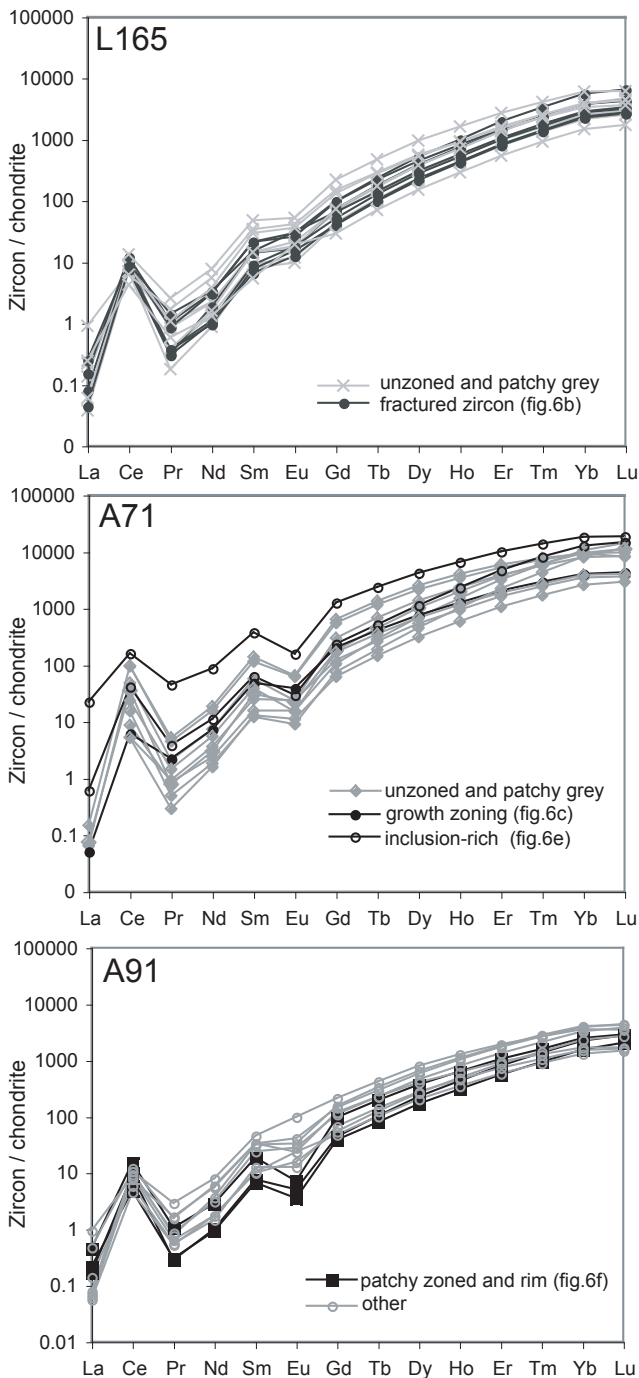 L165
Zircon / chondrite
100000
10000
1000
100
10
1
0.1
0
unzoned and patchy grey
fractured zircon (fig.6b)
La Ce Pr Nd Sm Eu Gd Tb Dy Ho Er Tm Yb Lu
A71
Zircon / chondrite
100000
10000
1000
100
10
1
0.1
0
unzoned and patchy grey
growth zoning (fig.6c)
inclusion-rich (fig.6e)
La Ce Pr Nd Sm Eu Gd Tb Dy Ho Er Tm Yb Lu
A91
Zircon / chondrite
100000
10000
1000
100
10
1
0.1
0.01
patchy zoned and rim (fig.6f)
other
La Ce Pr Nd Sm Eu Gd Tb Dy Ho Er Tm Yb Lu